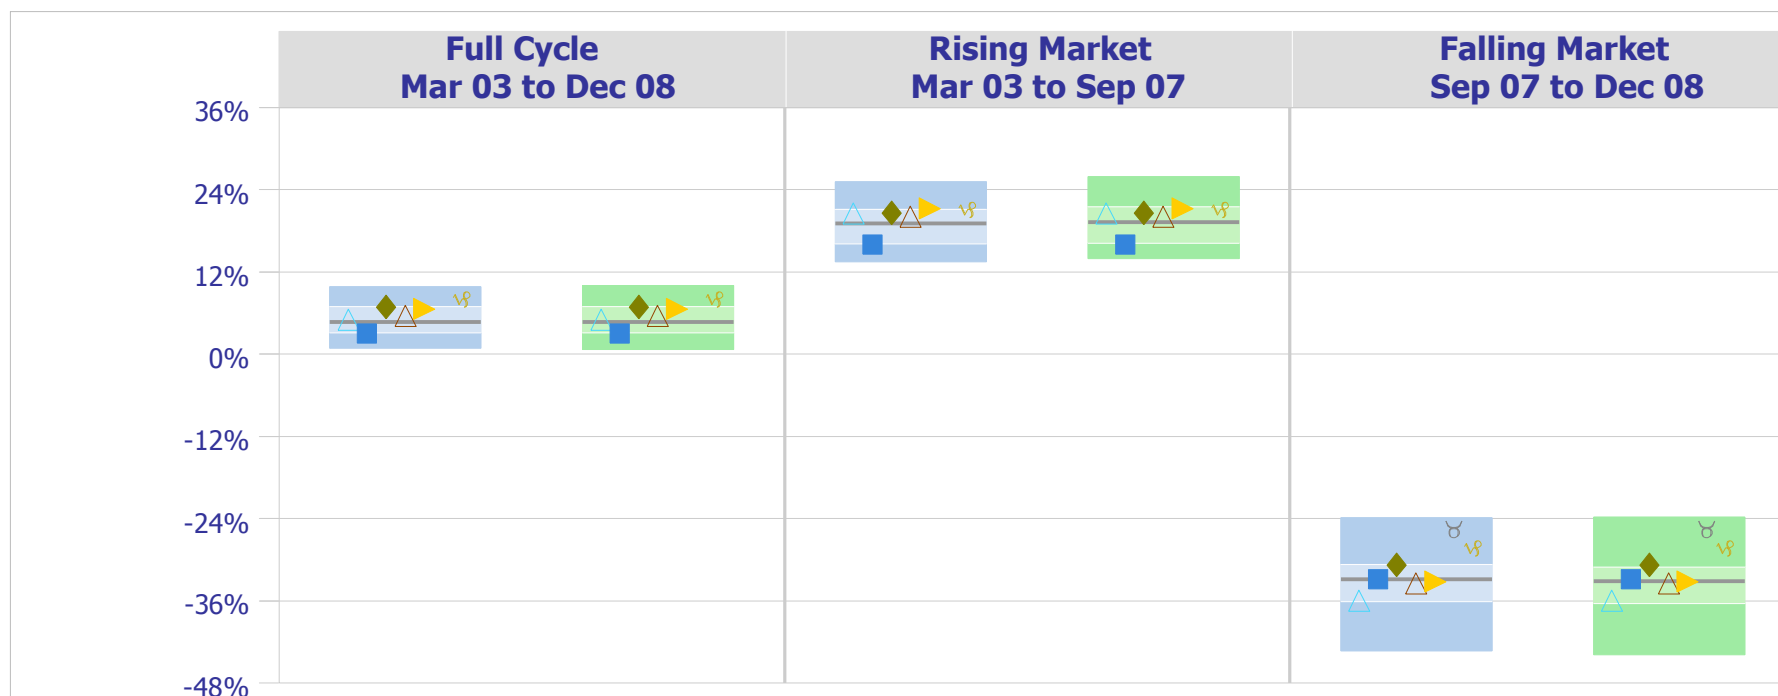 Full Cycle
Mar 03 to Dec 08
Rising Market
Mar 03 to Sep 07
Falling Market
Sep 07 to Dec 08
36%
24%
12%
0%
-12%
-24%
-36%
-48%